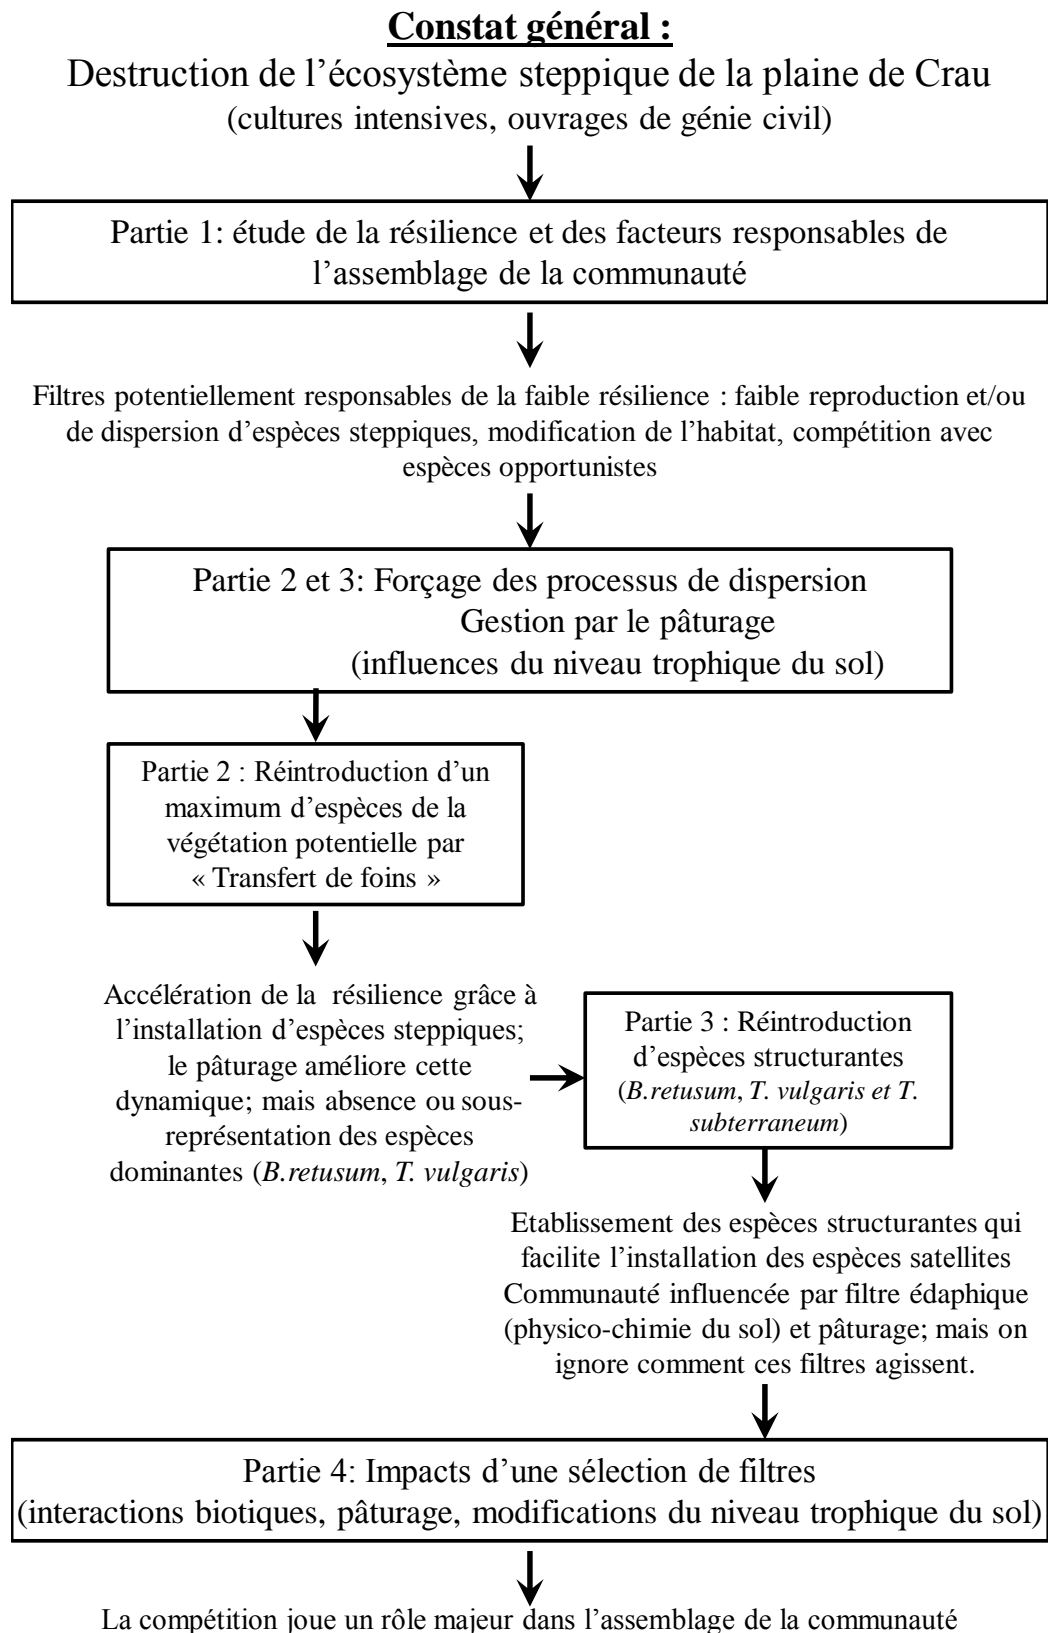 Constat général :
Destruction de l’écosystème steppique de la plaine de Crau
(cultures intensives, ouvrages de génie civil)
Partie 1: étude de la résilience et des facteurs responsables de
l’assemblage de la communauté
Filtres potentiellement responsables de la faible résilience : faible reproduction et/ou
de dispersion d’espèces steppiques, modification de l’habitat, compétition avec
espèces opportunistes
Partie 2 et 3: Forçage des processus de dispersion
Gestion par le pâturage
(influences du niveau trophique du sol)
Partie 2 : Réintroduction d’un
maximum d’espèces de la
végétation potentielle par
« Transfert de foins »
Accélération de la résilience grâce à
l’installation d’espèces steppiques;
le pâturage améliore cette
dynamique; mais absence ou sous-
représentation des espèces
dominantes (B.retusum, T. vulgaris)
Partie 3 : Réintroduction
d’espèces structurantes
(B.retusum, T. vulgaris et T.
subterraneum)
Etablissement des espèces structurantes qui
facilite l’installation des espèces satellites
Communauté influencée par filtre édaphique
(physico-chimie du sol) et pâturage; mais on
ignore comment ces filtres agissent.
Partie 4: Impacts d’une sélection de filtres
(interactions biotiques, pâturage, modifications du niveau trophique du sol)
La compétition joue un rôle majeur dans l’assemblage de la communauté